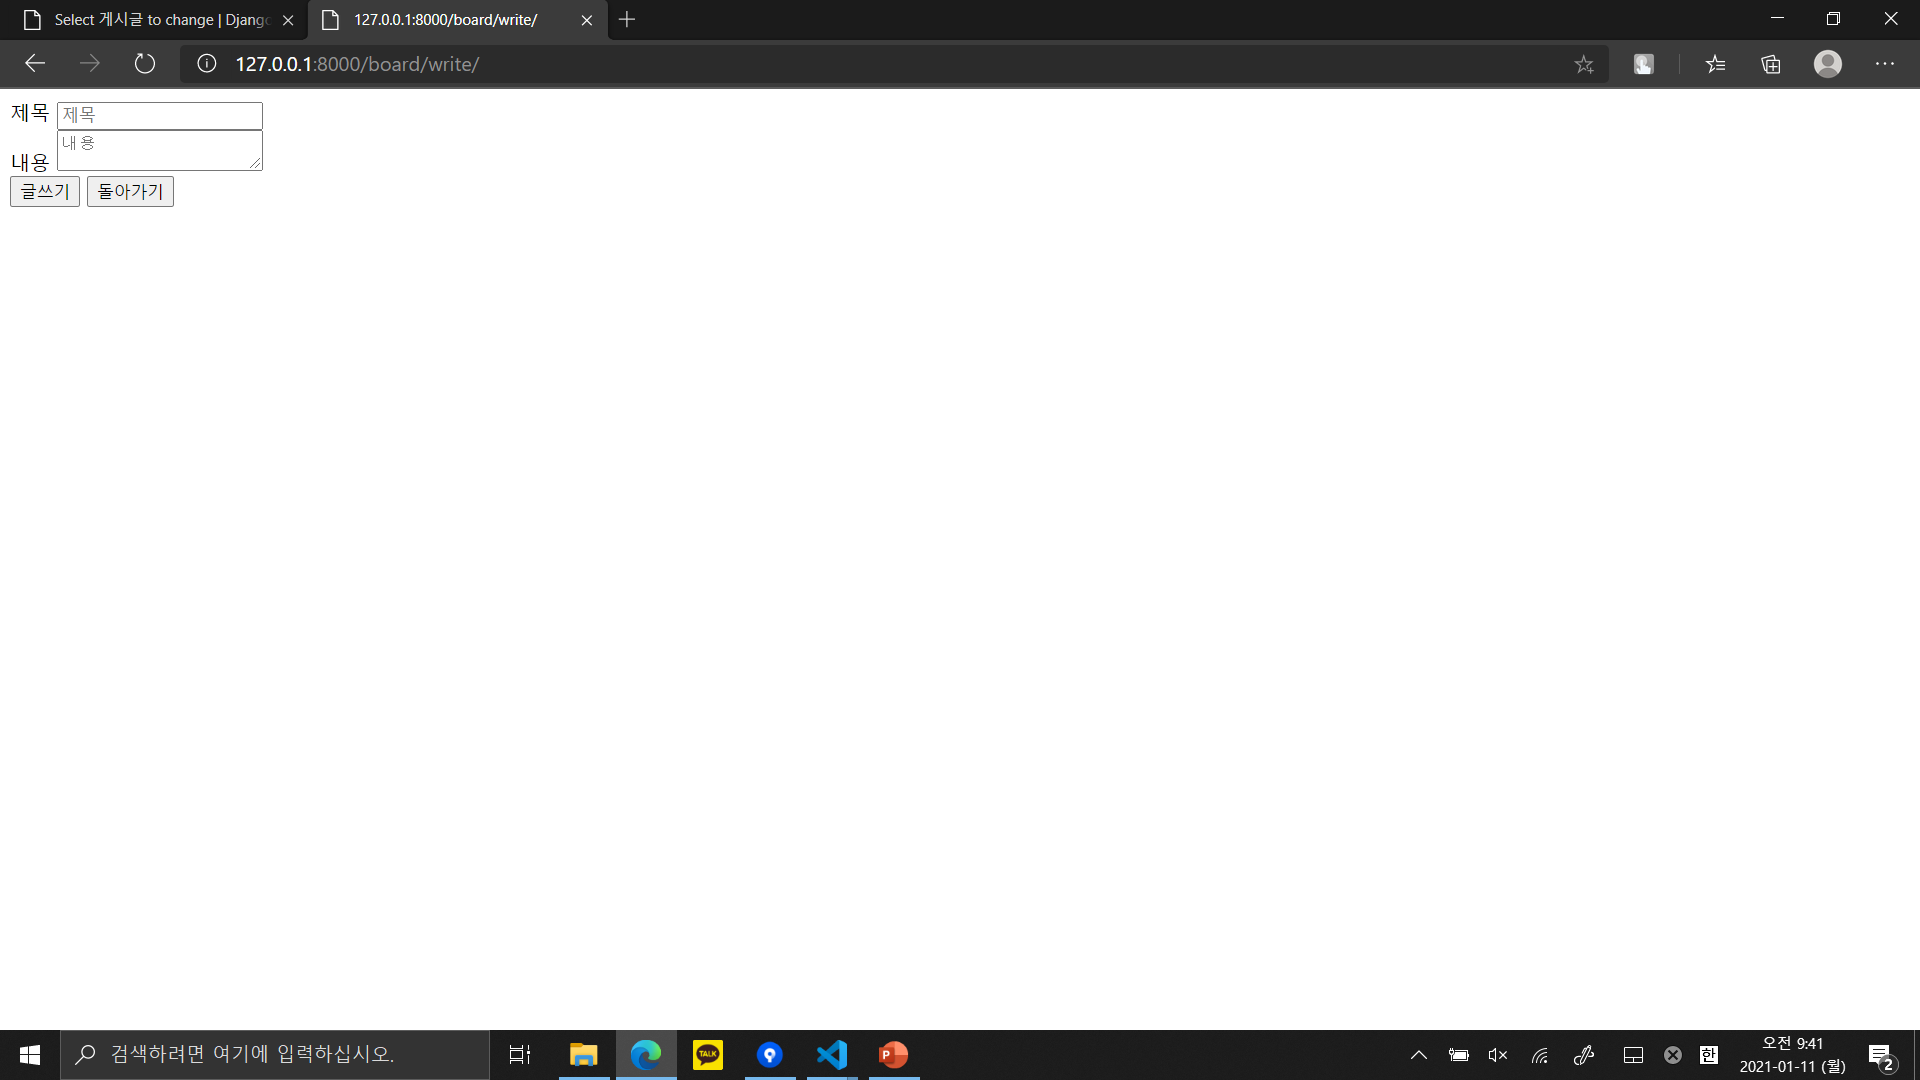 Select 게시글 to change | Django
127.0.0.1:8000/board/write/
127.0.0.1:8000/board/write/
제목 제목
내용 내용
글쓰기 돌아가기
검색하려면 여기에 입력하십시오.
TALK
P
한
오전 9:41
2021-01-11 (월)
2